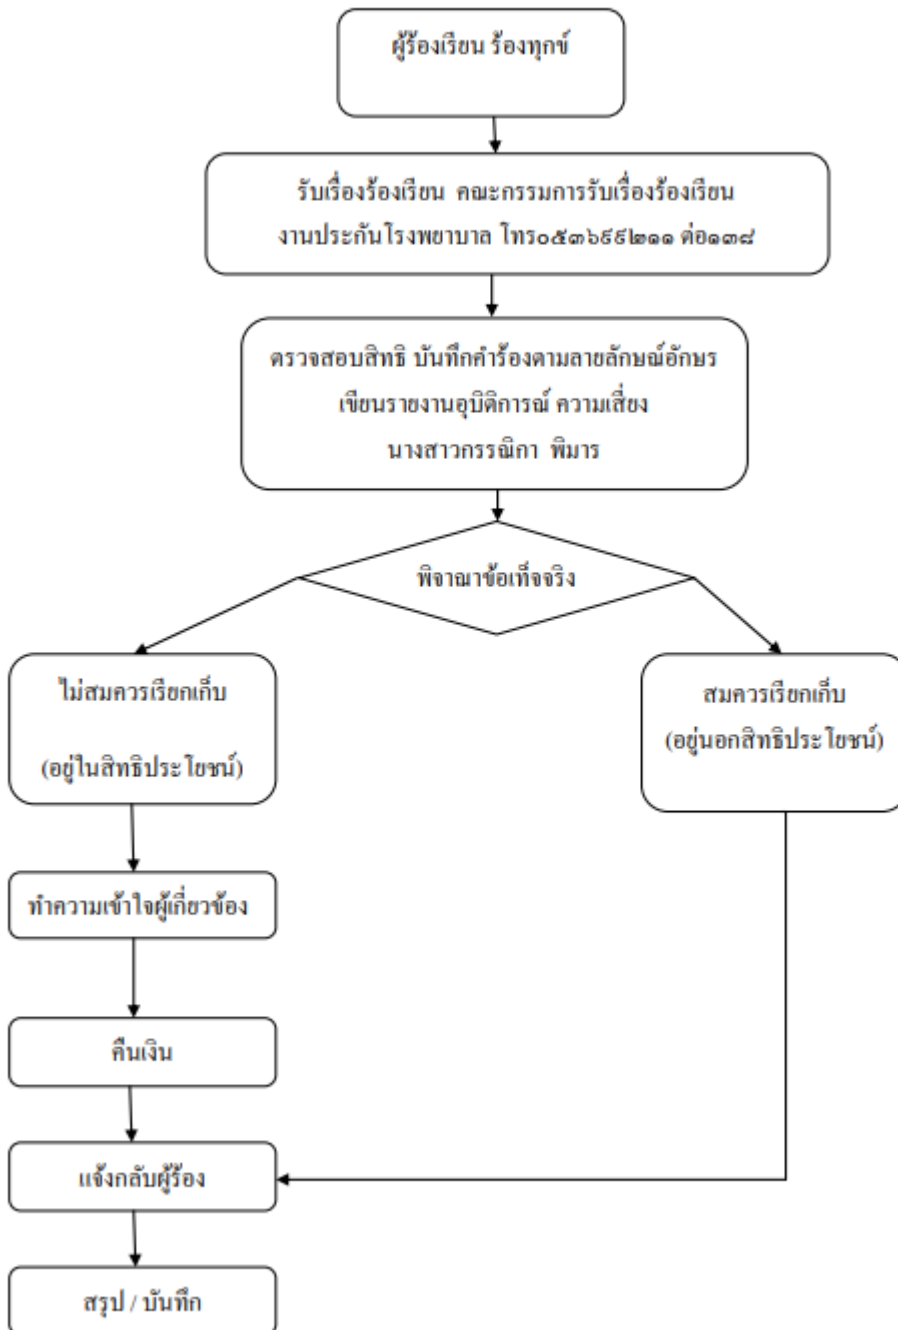 ผู้ร้องเรียน ร้องทุกข์
รับเรื่องร้องเรียน คณะกรรมการรับเรื่องร้องเรียน
งานประกันโรงพยาบาล โทร๐๕๓๖๙๙๒๑๑ ต่อ๑๓๘
ตรวจสอบสิทธิ บันทึกคำร้องตามลายลักษณ์อักษร
เขียนรายงานอุบิติการณ์ ความเสี่ยง
นางสาวกรรณิกา พิมาร
พิจาณาข้อเท็จจริง
ไม่สมควรเรียกเก็บ
(อยู่ในสิทธิประโยชน์)
สมควรเรียกเก็บ
(อยู่นอกสิทธิประโยชน์)
ทำความเข้าใจผู้เกี่ยวข้อง
คืนเงิน
แจ้งกลับผู้ร้อง
สรุป / บันทึก